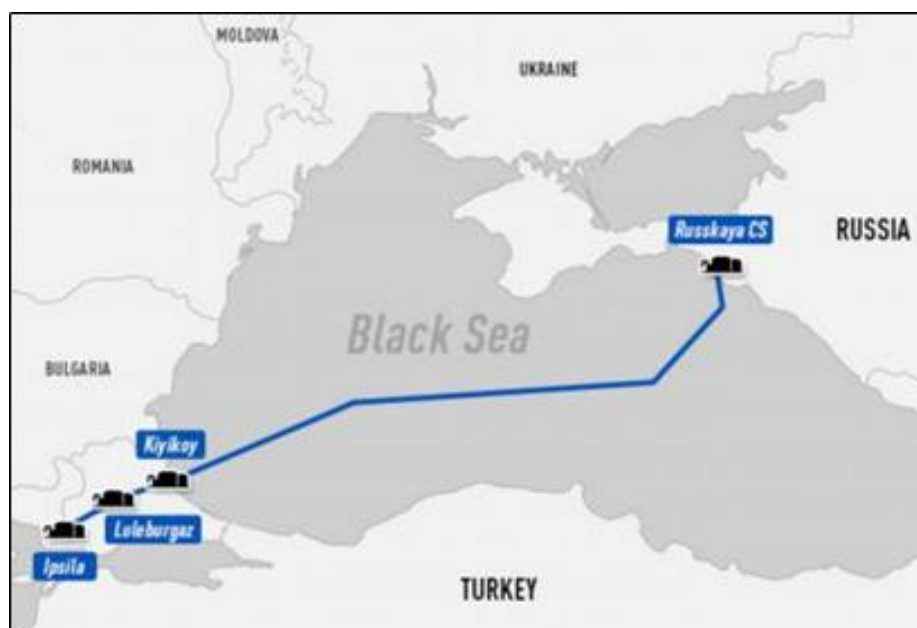 MOLDOVA
UKRAINE
ROMANIA
Russkaya CS
RUSSIA
Black Sea
BULGARIA
Kiyikoy
Luleburgaz
Ipsila
TURKEY